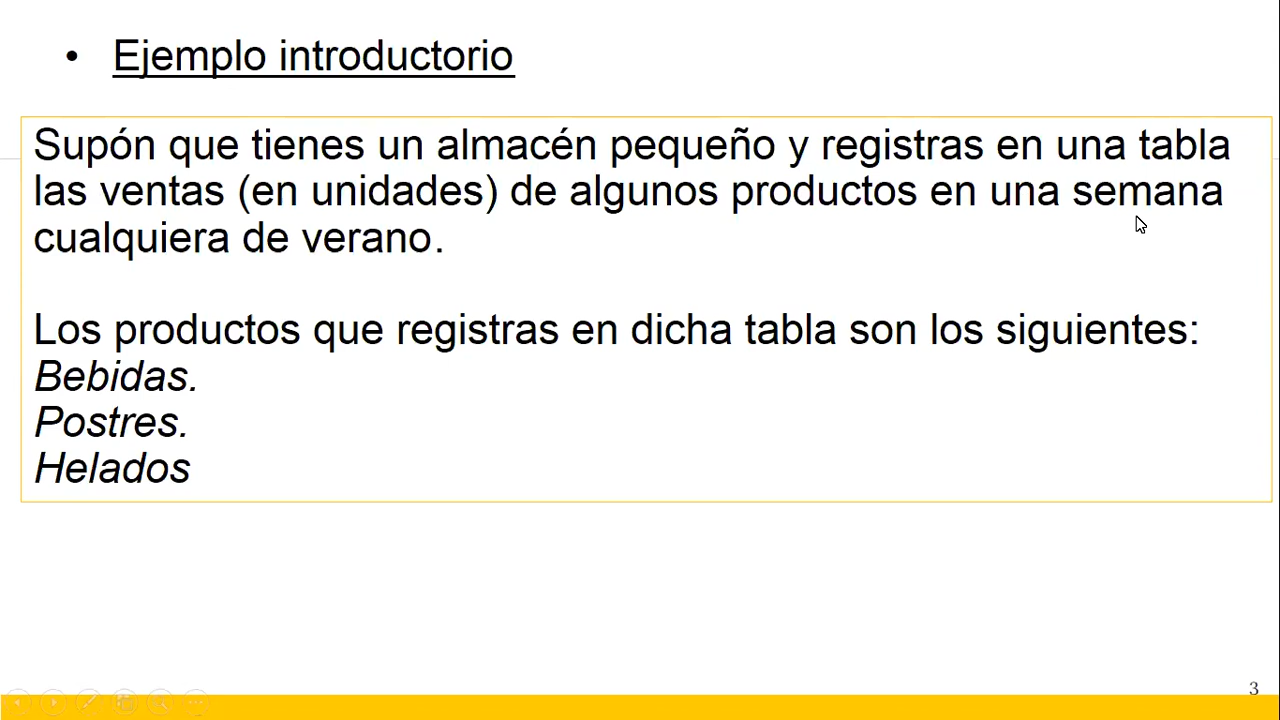 • Ejemplo introductorio
Supón que tienes un almacén pequeño y registras en una tabla
las ventas (en unidades) de algunos productos en una semana
cualquiera de verano.
Los productos que registras en dicha tabla son los siguientes:
Bebidas.
Postres.
Helados
3